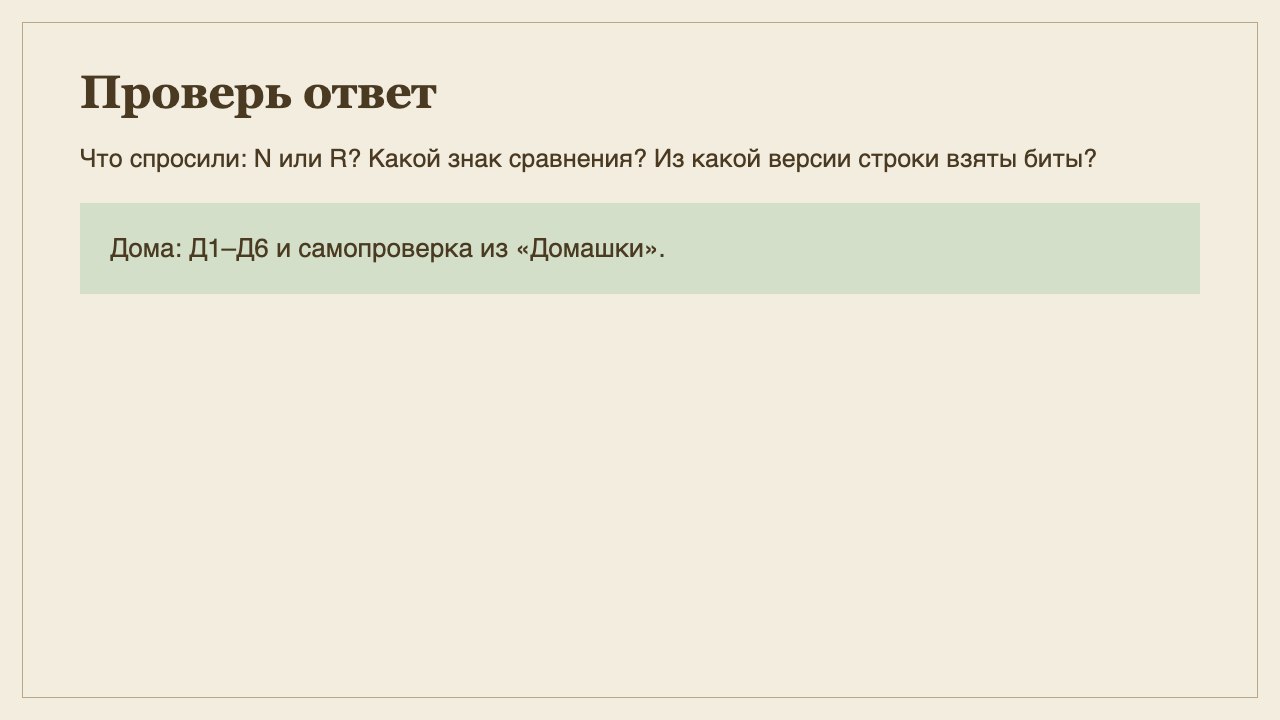 Проверь ответ
Что спросили: N или R? Какой знак сравнения? Из какой версии строки взяты биты?
Дома: Д1–Д6 и самопроверка из «Домашки».